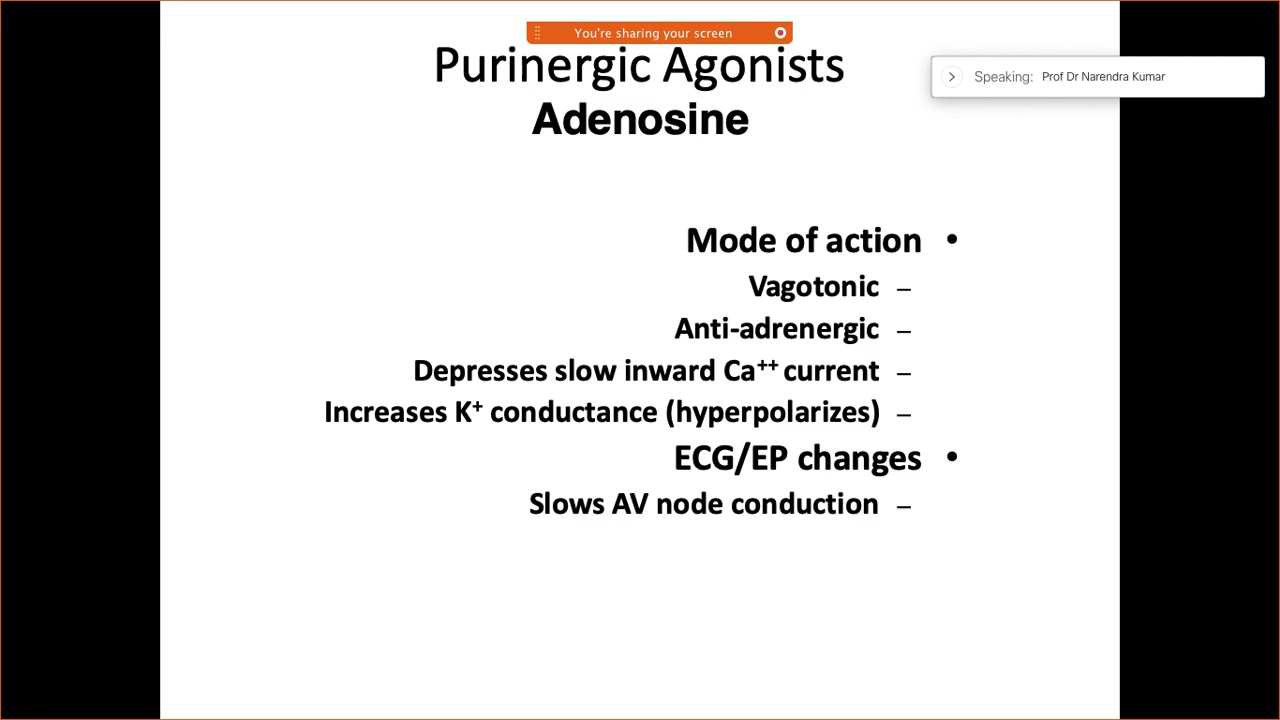 You're sharing your screen
Purinergic Agonists
Speaking: Prof Dr Narendra Kumar
Adenosine
Mode of action •
Vagotonic –
Anti-adrenergic –
Depresses slow inward Ca⁺⁺ current –
Increases K⁺ conductance (hyperpolarizes) –
ECG/EP changes •
Slows AV node conduction –